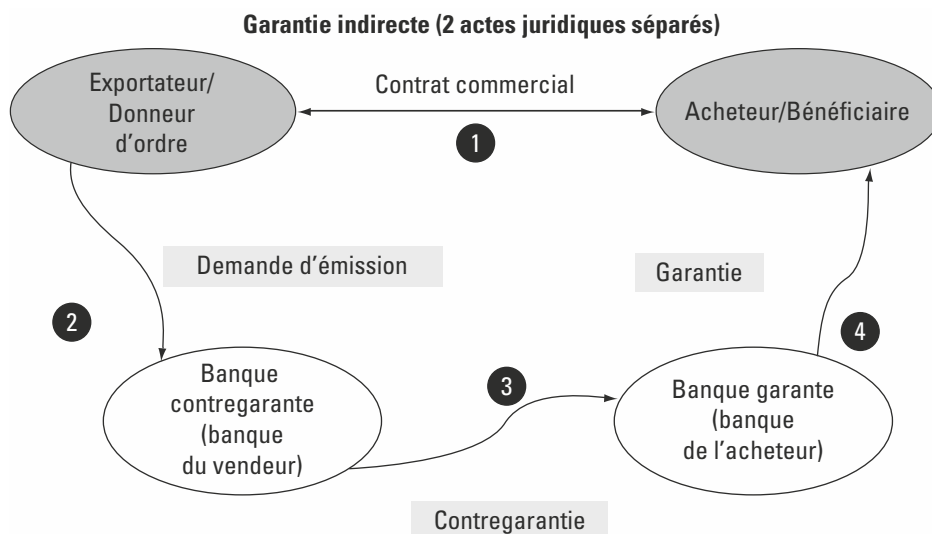 Garantie indirecte (2 actes juridiques séparés)
Exportateur/
Donneur
d'ordre
Contrat commercial
1
Acheteur/Bénéficiaire
Demande d'émission
Garantie
2
4
Banque
contregarante
(banque
du vendeur)
3
Banque garante
(banque
de l'acheteur)
Contregarantie